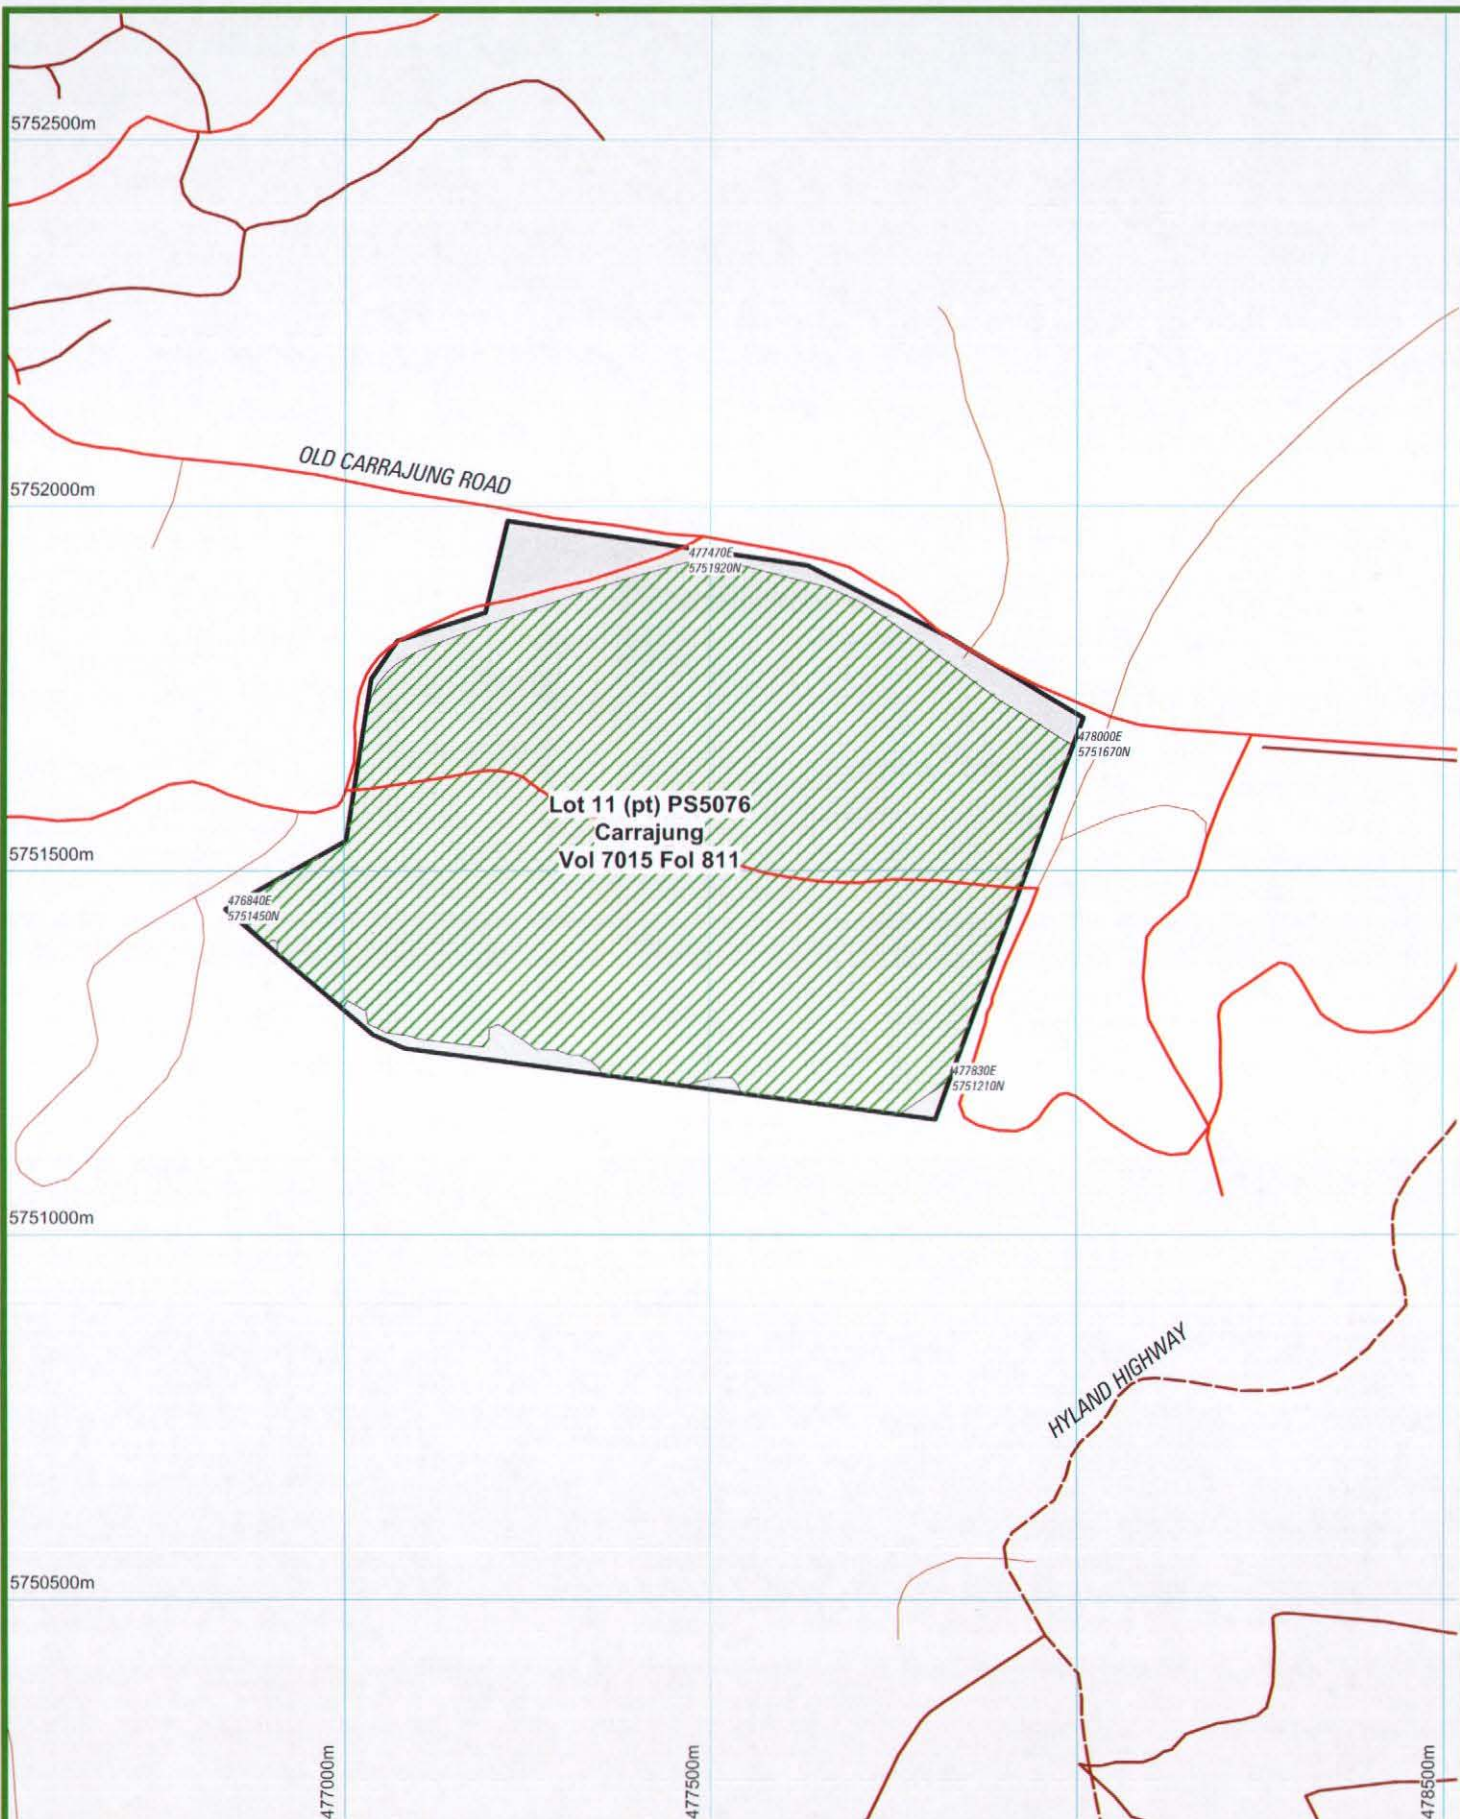 5752500m
OLD CARRAJUNG ROAD
5752000m
477470E
5751920N
478000E
5751670N
Lot 11 (pt) PS5076
Carrajung
Vol 7015 Fol 811
5751500m
476840E
5751450N
477830E
5751210N
5751000m
HYLAND HIGHWAY
5750500m
477000m
477500m
478500m